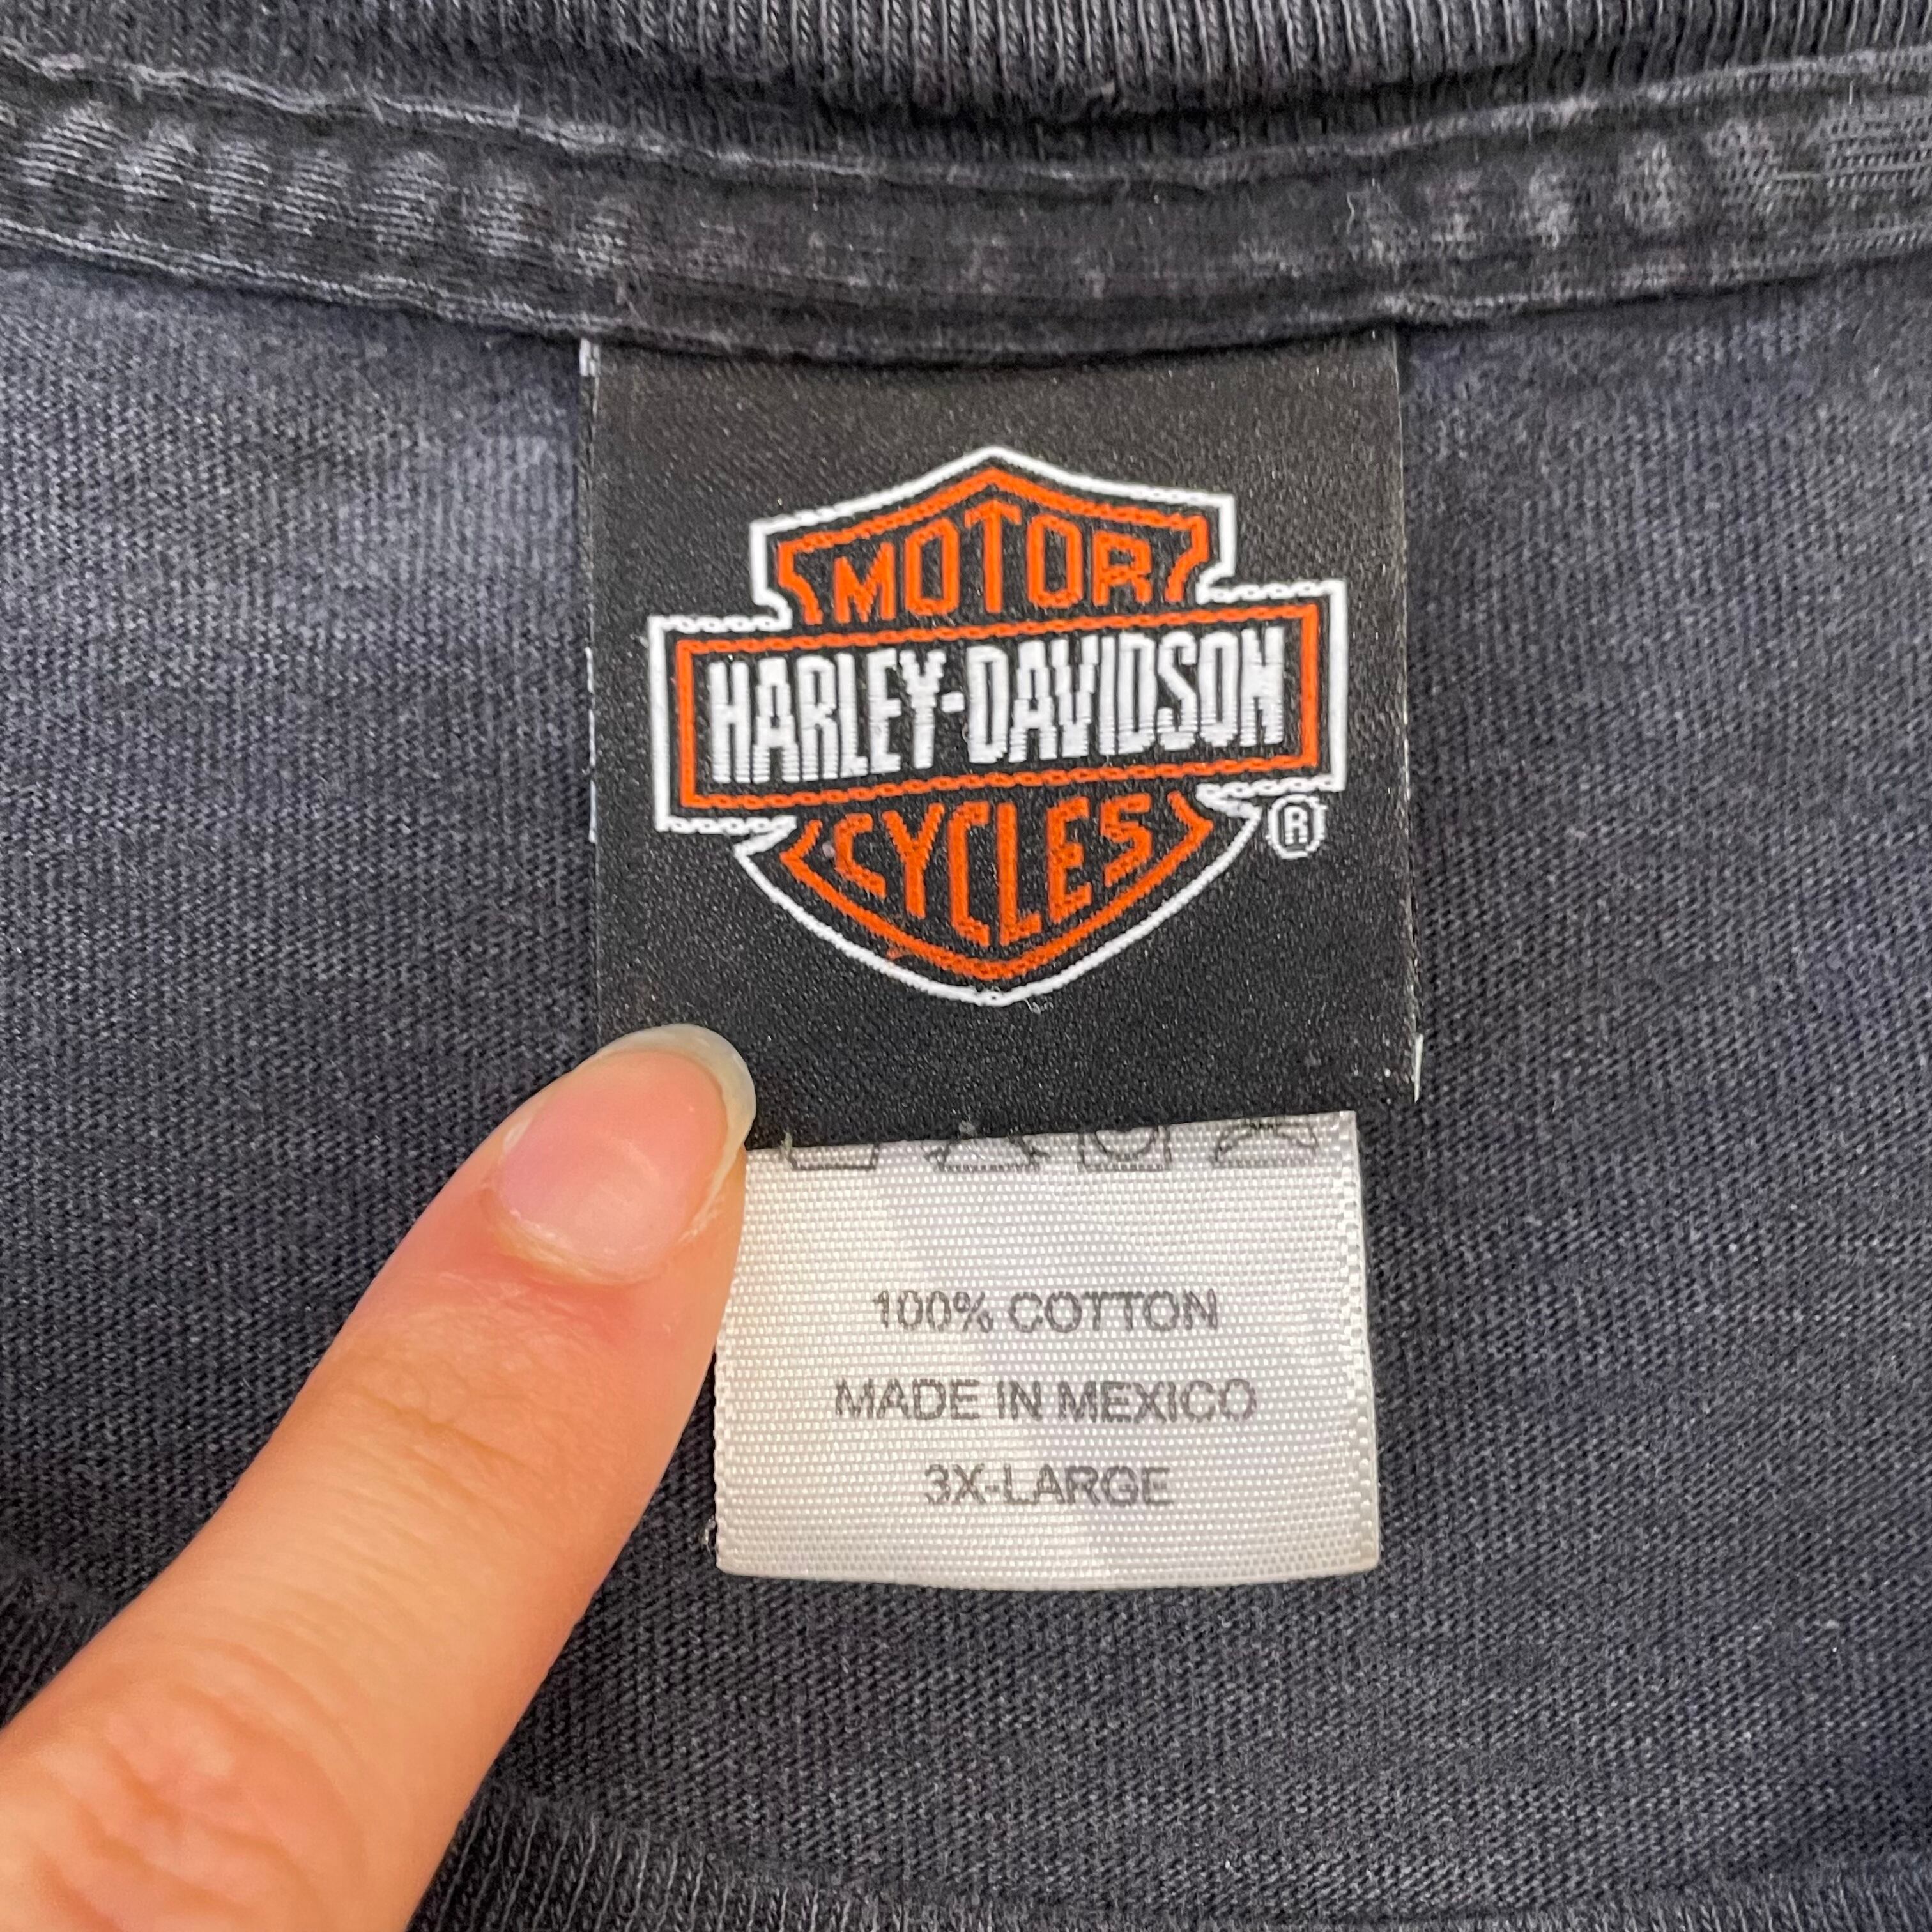 MOTOR
HARLEY-DAVIDSON
CYCLES
®
100% COTTON
MADE IN MEXICO
3X-LARGE